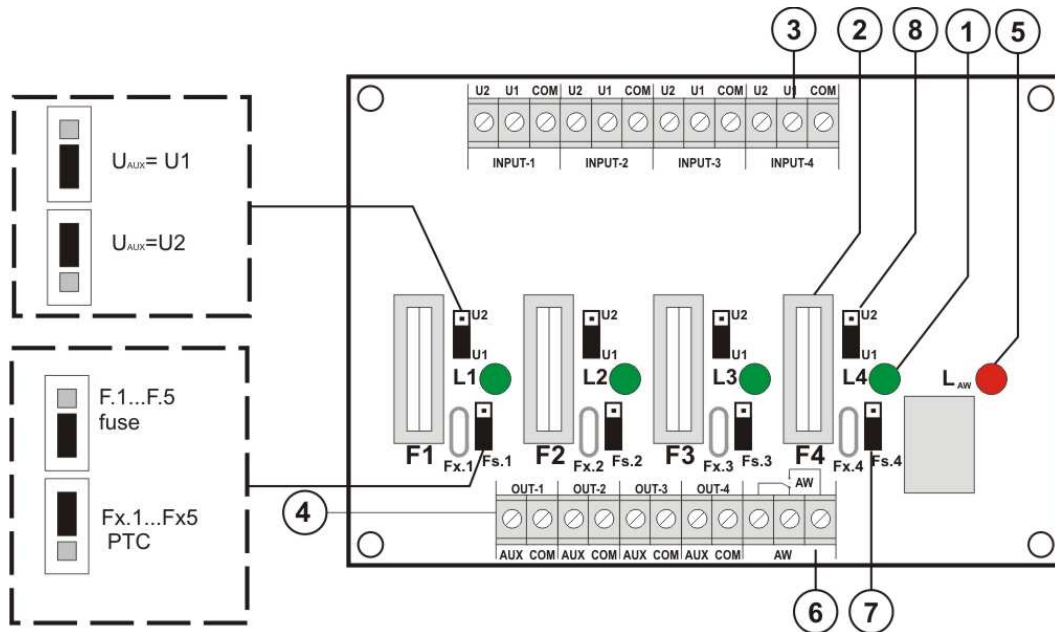 3 2 8 1 5
U2 U1 COM U2 U1 COM U2 U1 COM U2 U1 COM
INPUT-1 INPUT-2 INPUT-3 INPUT-4
UAUX= U1
UAUX=U2
U2 U2 U2 U2
U1 U1 U1 U1
L1 L2 L3 L4 LAW
F.1...F.5
fuse
F1 Fx.1 Fs.1 F2 Fx.2 Fs.2 F3 Fx.3 Fs.3 F4 Fx.4 Fs.4
Fx.1...Fx5
PTC
4
OUT-1 OUT-2 OUT-3 OUT-4 AW
AUX COM AUX COM AUX COM AUX COM AW
6 7